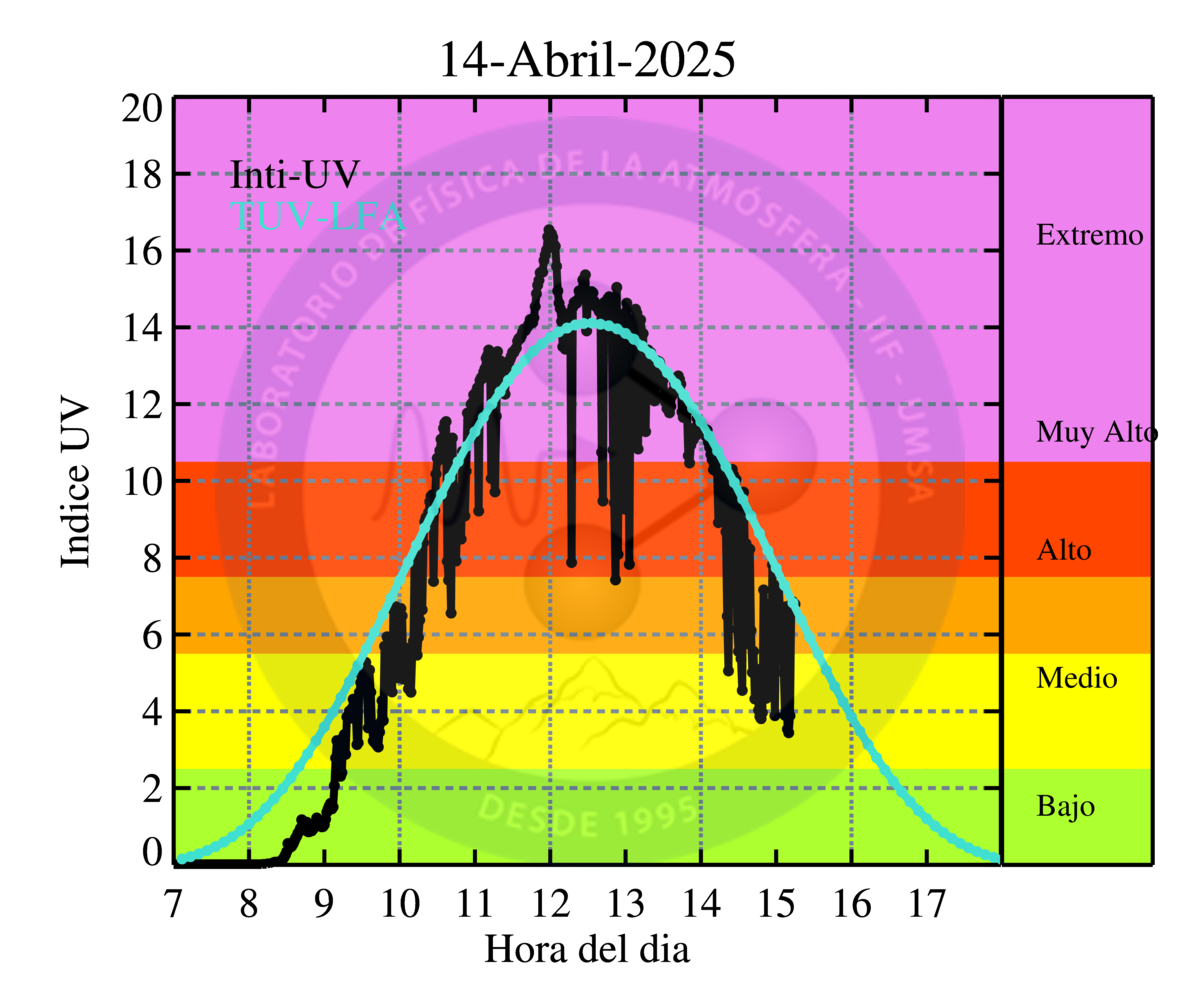 14-Abril-2025
Inti-UV
TUV-LFA
LABORATORIO DE FÍSICA DE LA ATMÓSFERA - IIF - UMSA
DESDE 1995
Indice UV
20
18
16
14
12
10
8
6
4
2
0
Extremo
Muy Alto
Alto
Medio
Bajo
7 8 9 10 11 12 13 14 15 16 17
Hora del dia